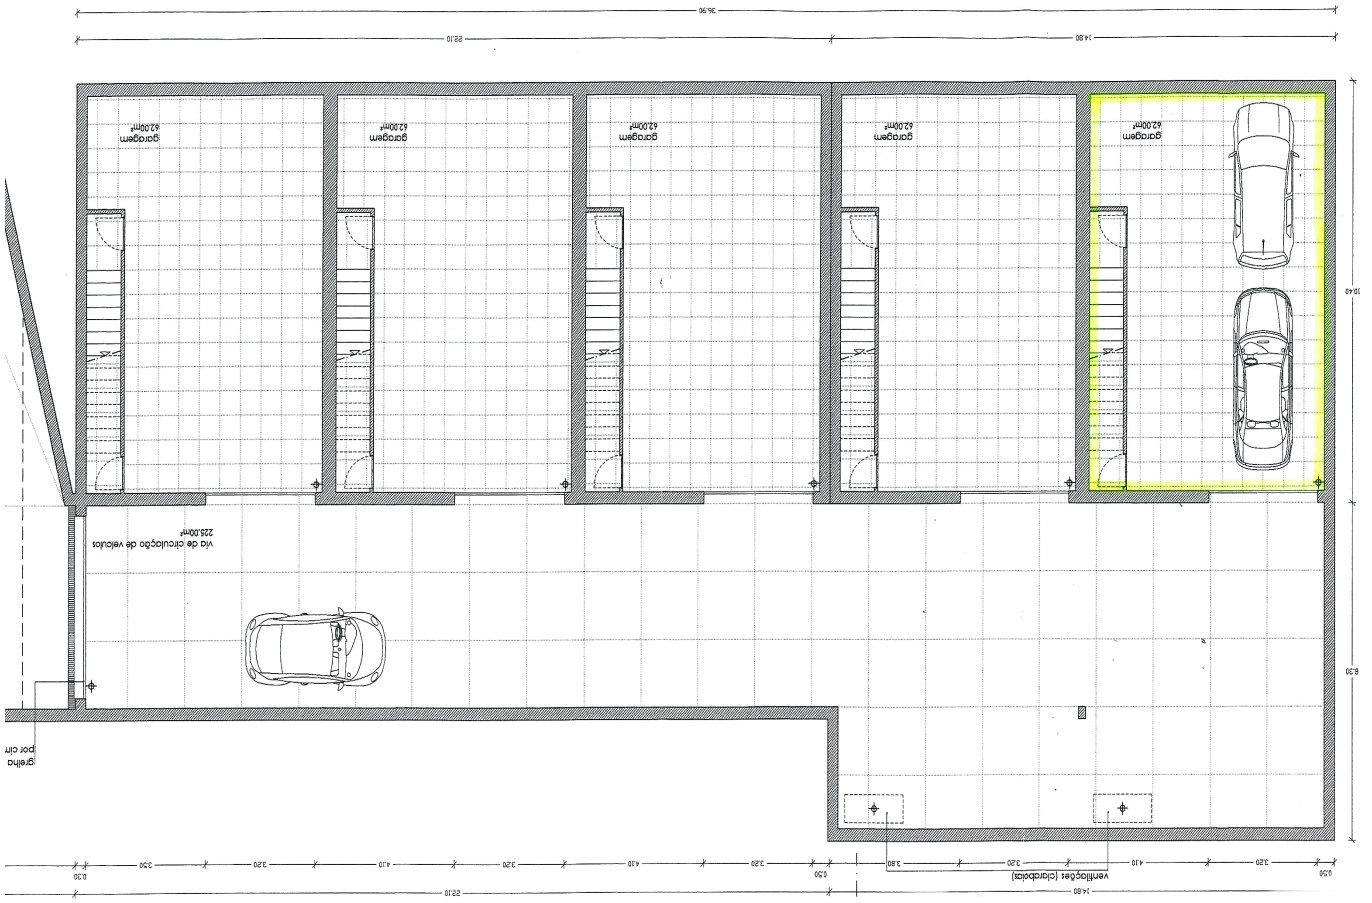 36.90
22.10
14.80
garagem
62.00m²
garagem
62.00m²
garagem
62.00m²
garagem
62.00m²
garagem
62.00m²
10.40
via de circulação de veículos
225.00m²
8.30
grelha
por cim
ventilações (claraboias)
0.30
3.50
3.20
4.10
3.20
4.10
3.20
0.50
3.80
3.20
4.10
3.20
0.50
22.10
14.80